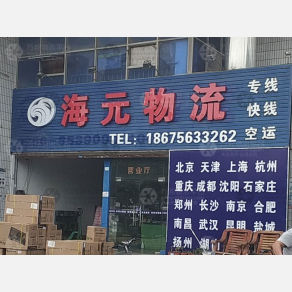 海元物流
专线
快线
空运
TEL：18675633262
营业厅
北京 天津 上海 杭州
重庆 成都 沈阳 石家庄
郑州 长沙 南京 合肥
南昌 武汉 昆明 盐城
扬州 湖